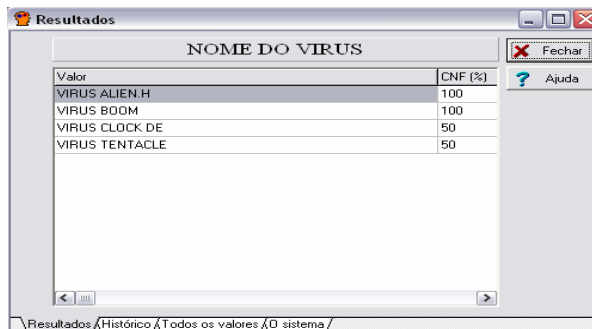 Resultados
NOME DO VIRUS
Fechar
Ajuda
Valor CNF (%)
VIRUS ALIEN.H 100
VIRUS BOOM 100
VIRUS CLOCK DE 50
VIRUS TENTACLE 50
Resultados Histórico Todos os valores O sistema